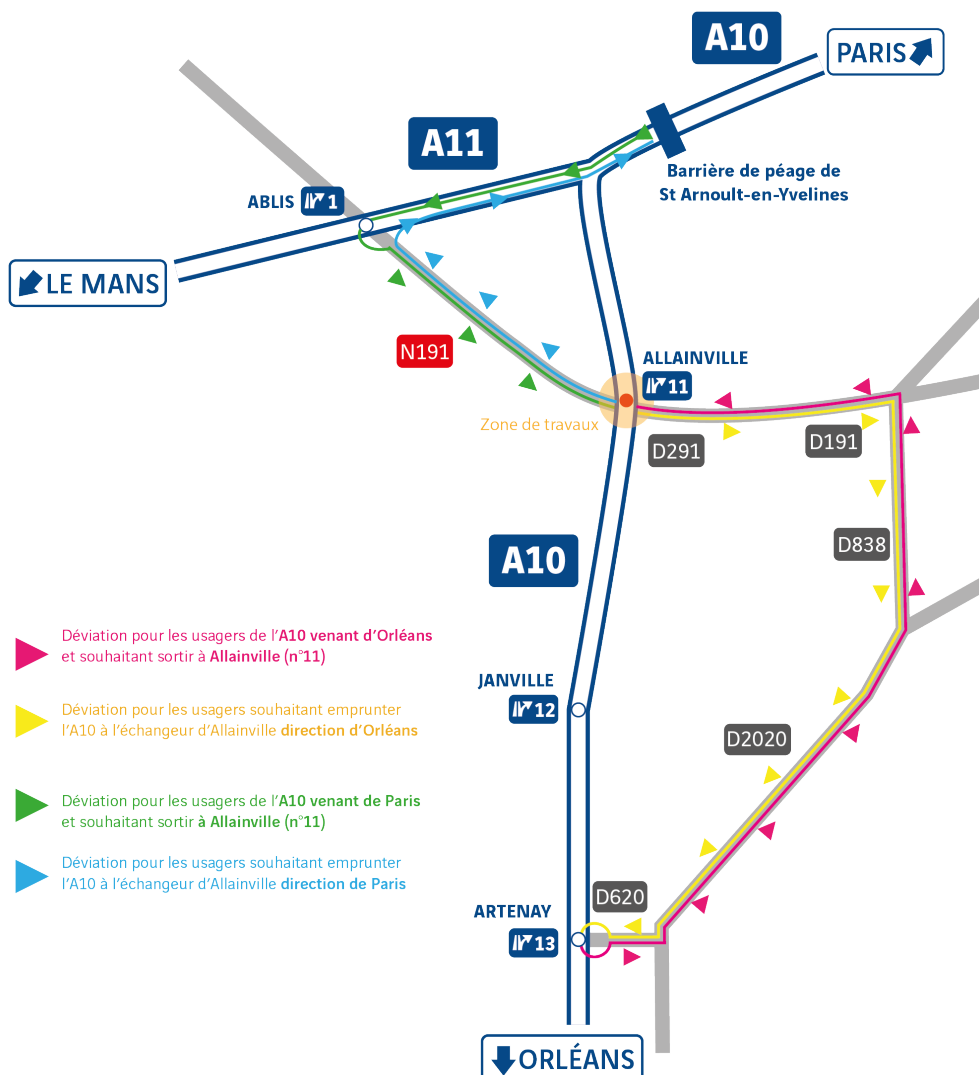 A10
PARIS
A11
Barrière de péage de
St Arnoult-en-Yvelines
ABLIS 1
LE MANS
N191
ALLAINVILLE
11
Zone de travaux
D291
D191
D838
A10
Déviation pour les usagers de l'A10 venant d'Orléans
et souhaitant sortir à Allainville (n°11)
JANVILLE
12
Déviation pour les usagers souhaitant emprunter
l'A10 à l'échangeur d'Allainville direction d'Orléans
D2020
Déviation pour les usagers de l'A10 venant de Paris
et souhaitant sortir à Allainville (n°11)
Déviation pour les usagers souhaitant emprunter
l'A10 à l'échangeur d'Allainville direction de Paris
D620
ARTENAY
13
ORLÉANS